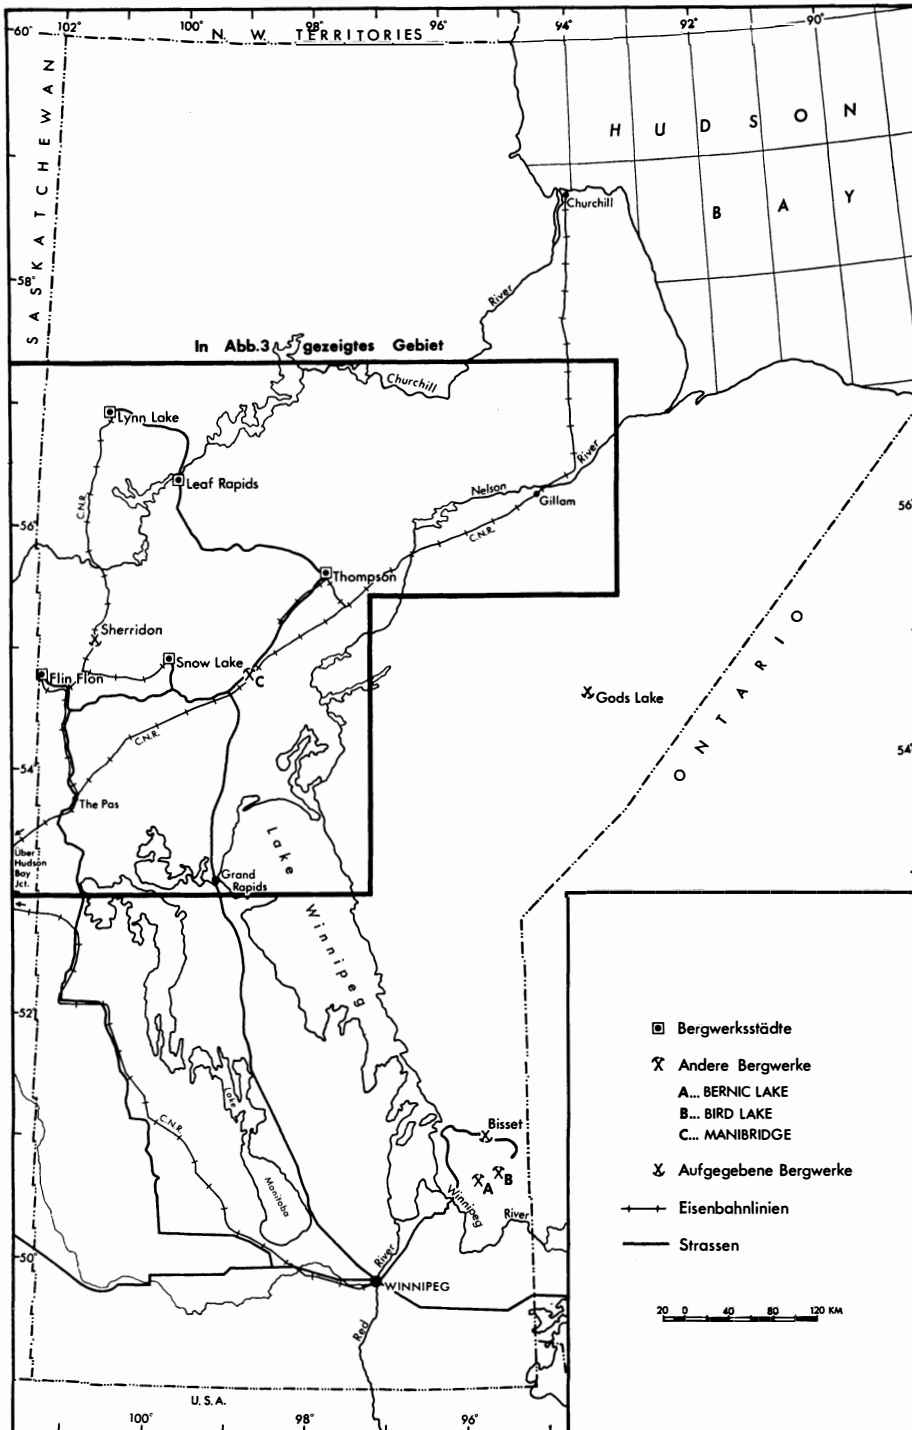 60° 102° 100° 98° 96° 94° 92° 90°
N. W. TERRITORIES
SASKATCHEWAN
HUDSON
BAY
Churchill
58°
River
In Abb.3 gezeigtes Gebiet
Churchill
Lynn Lake
Leaf Rapids
C.N.R.
River
Nelson
Gillam
C.N.R.
56°
56°
Thompson
Sherridon
Snow Lake
Flin Flon
C
Gods Lake
ONTARIO
C.N.R.
54°
54°
The Pas
Über
Hudson
Bay
Jct.
Grand
Rapids
Lake
Winnipeg
52°
Lake
Manitoba
C.N.R.
Bisset
A
B
Winnipeg
River
50°
River
WINNIPEG
Red
U.S.A.
100° 98° 96°
Bergwerksstädte
Andere Bergwerke
A... BERNIC LAKE
B... BIRD LAKE
C... MANIBRIDGE
Aufgegebene Bergwerke
Eisenbahnlinien
Strassen
20 0 40 80 120 KM